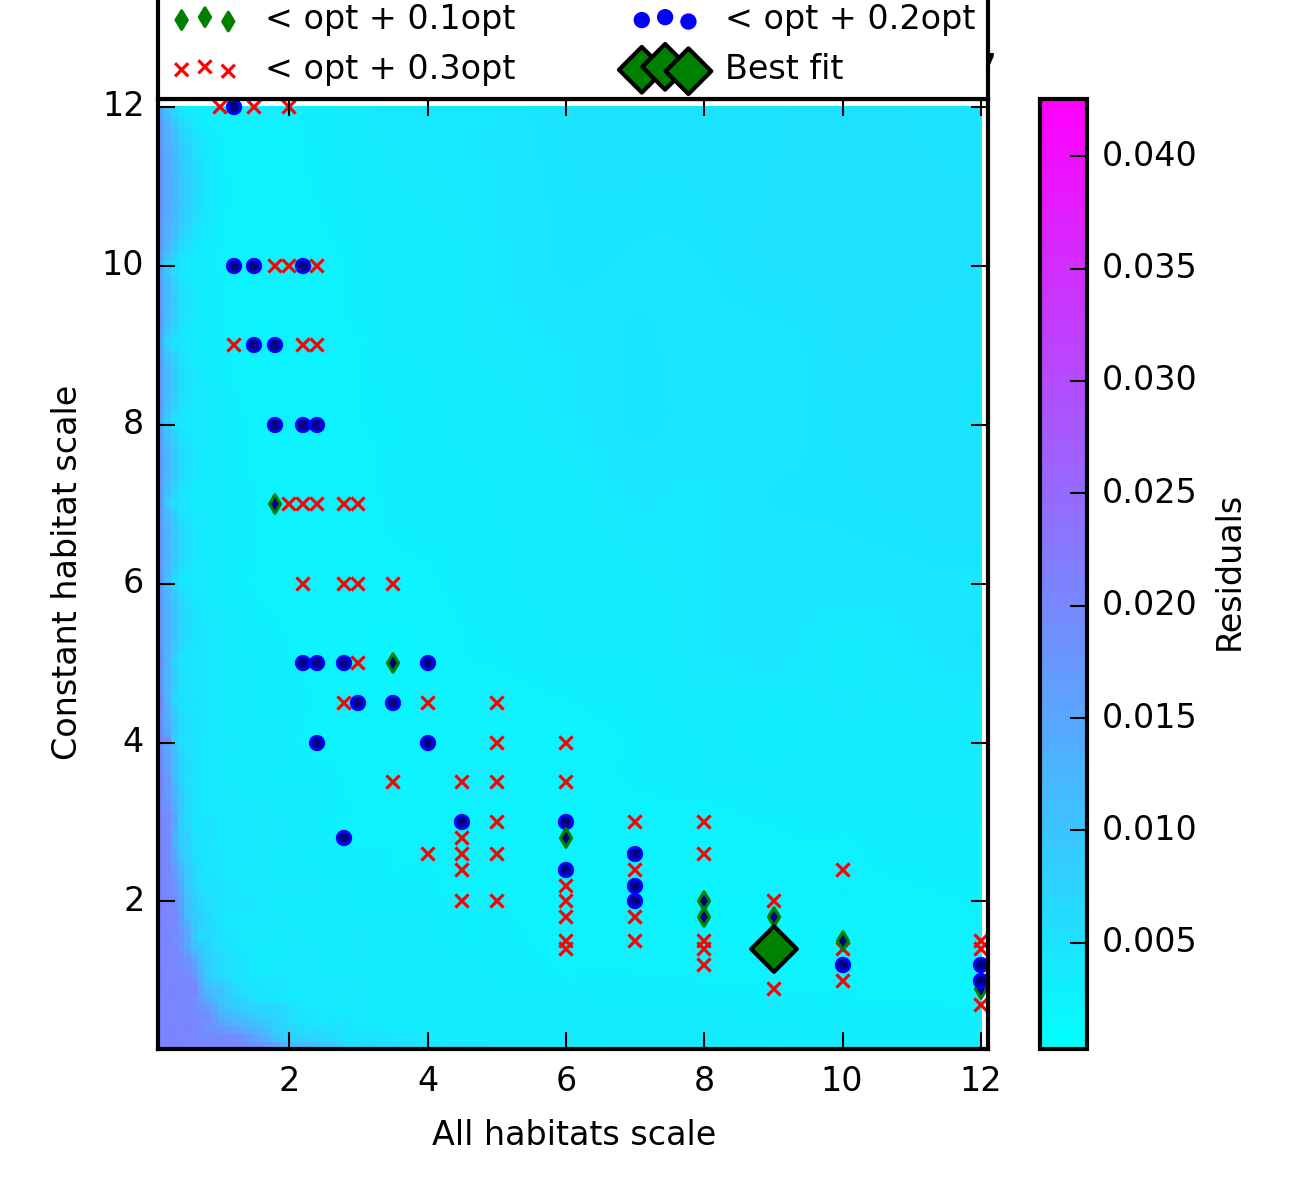 < opt + 0.1opt
< opt + 0.2opt
< opt + 0.3opt
Best fit
12
10
8
6
4
2
Constant habitat scale
2 4 6 8 10 12
All habitats scale
0.040
0.035
0.030
0.025
0.020
0.015
0.010
0.005
Residuals